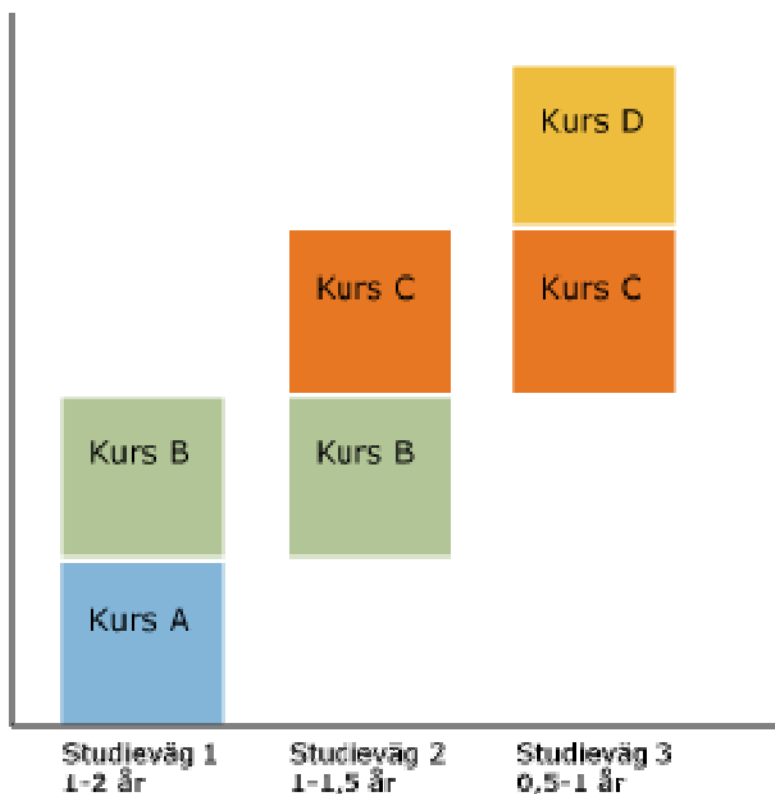 Kurs D
Kurs C
Kurs C
Kurs B
Kurs B
Kurs A
Studieväg 1
1-2 år
Studieväg 2
1-1,5 år
Studieväg 3
0,5-1 år